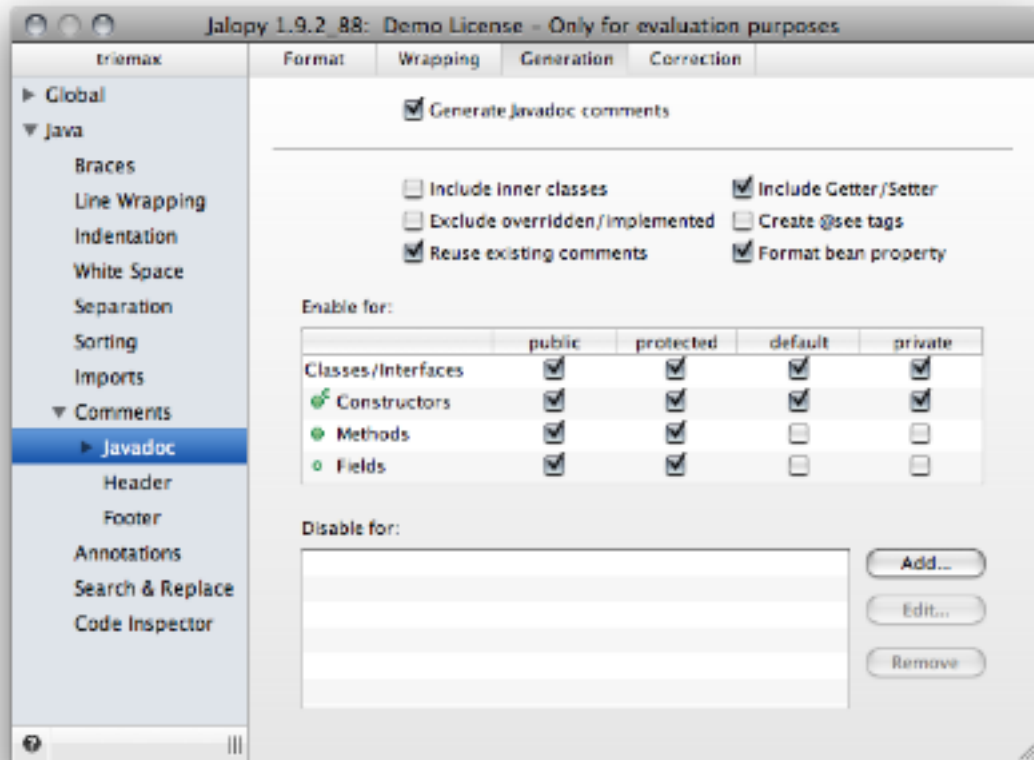 Jalopy 1.9.2_88: Demo License - Only for evaluation purposes
triemax
Format Wrapping Generation Correction
Global
Java
Braces
Line Wrapping
Indentation
White Space
Separation
Sorting
Imports
Comments
Javadoc
Header
Footer
Annotations
Search & Replace
Code Inspector
Generate Javadoc comments
Include inner classes Include Getter/Setter
Exclude overridden/implemented Create @see tags
Reuse existing comments Format bean property
Enable for:
public protected default private
Classes/Interfaces
Constructors
Methods
Fields
Disable for:
Add...
Edit...
Remove